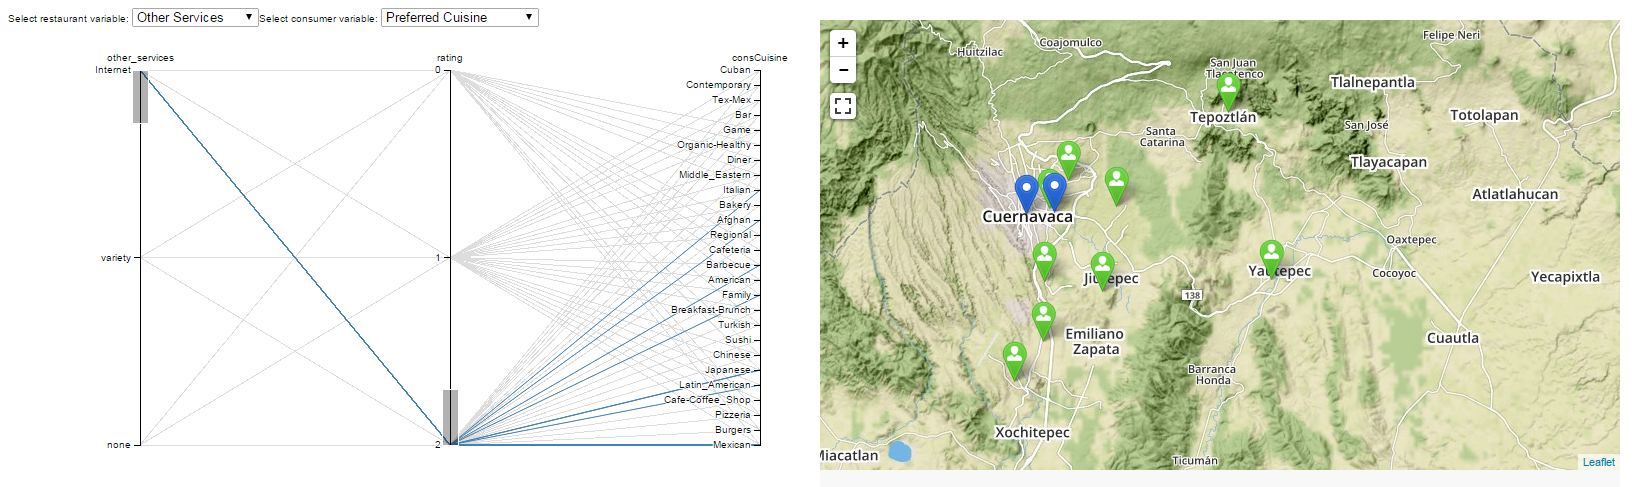 Select restaurant variable: Other Services Select consumer variable: Preferred Cuisine
other_services
Internet
variety
none
rating
0
1
2
consCuisine
Cuban
Contemporary
Tex-Mex
Bar
Game
Organic-Healthy
Diner
Middle_Eastern
Italian
Bakery
Afghan
Regional
Cafeteria
Barbecue
American
Family
Breakfast-Brunch
Turkish
Sushi
Chinese
Japanese
Latin_American
Cafe-Coffee_Shop
Pizzeria
Burgers
Mexican
+
−
Huitzilac
Coajomulco
Felipe Neri
San Juan
Tlacotenco
Tlalnepantla
Tepoztlán
Totolapan
San José
Santa
Catarina
Tlayacapan
Atlatlahucan
Cuernavaca
Oaxtepec
Yautepec
Cocoyoc
Yecapixtla
Jiutepec
138
Emiliano
Zapata
Cuautla
Barranca
Honda
Xochitepec
Miacatlan
Ticumán
Leaflet